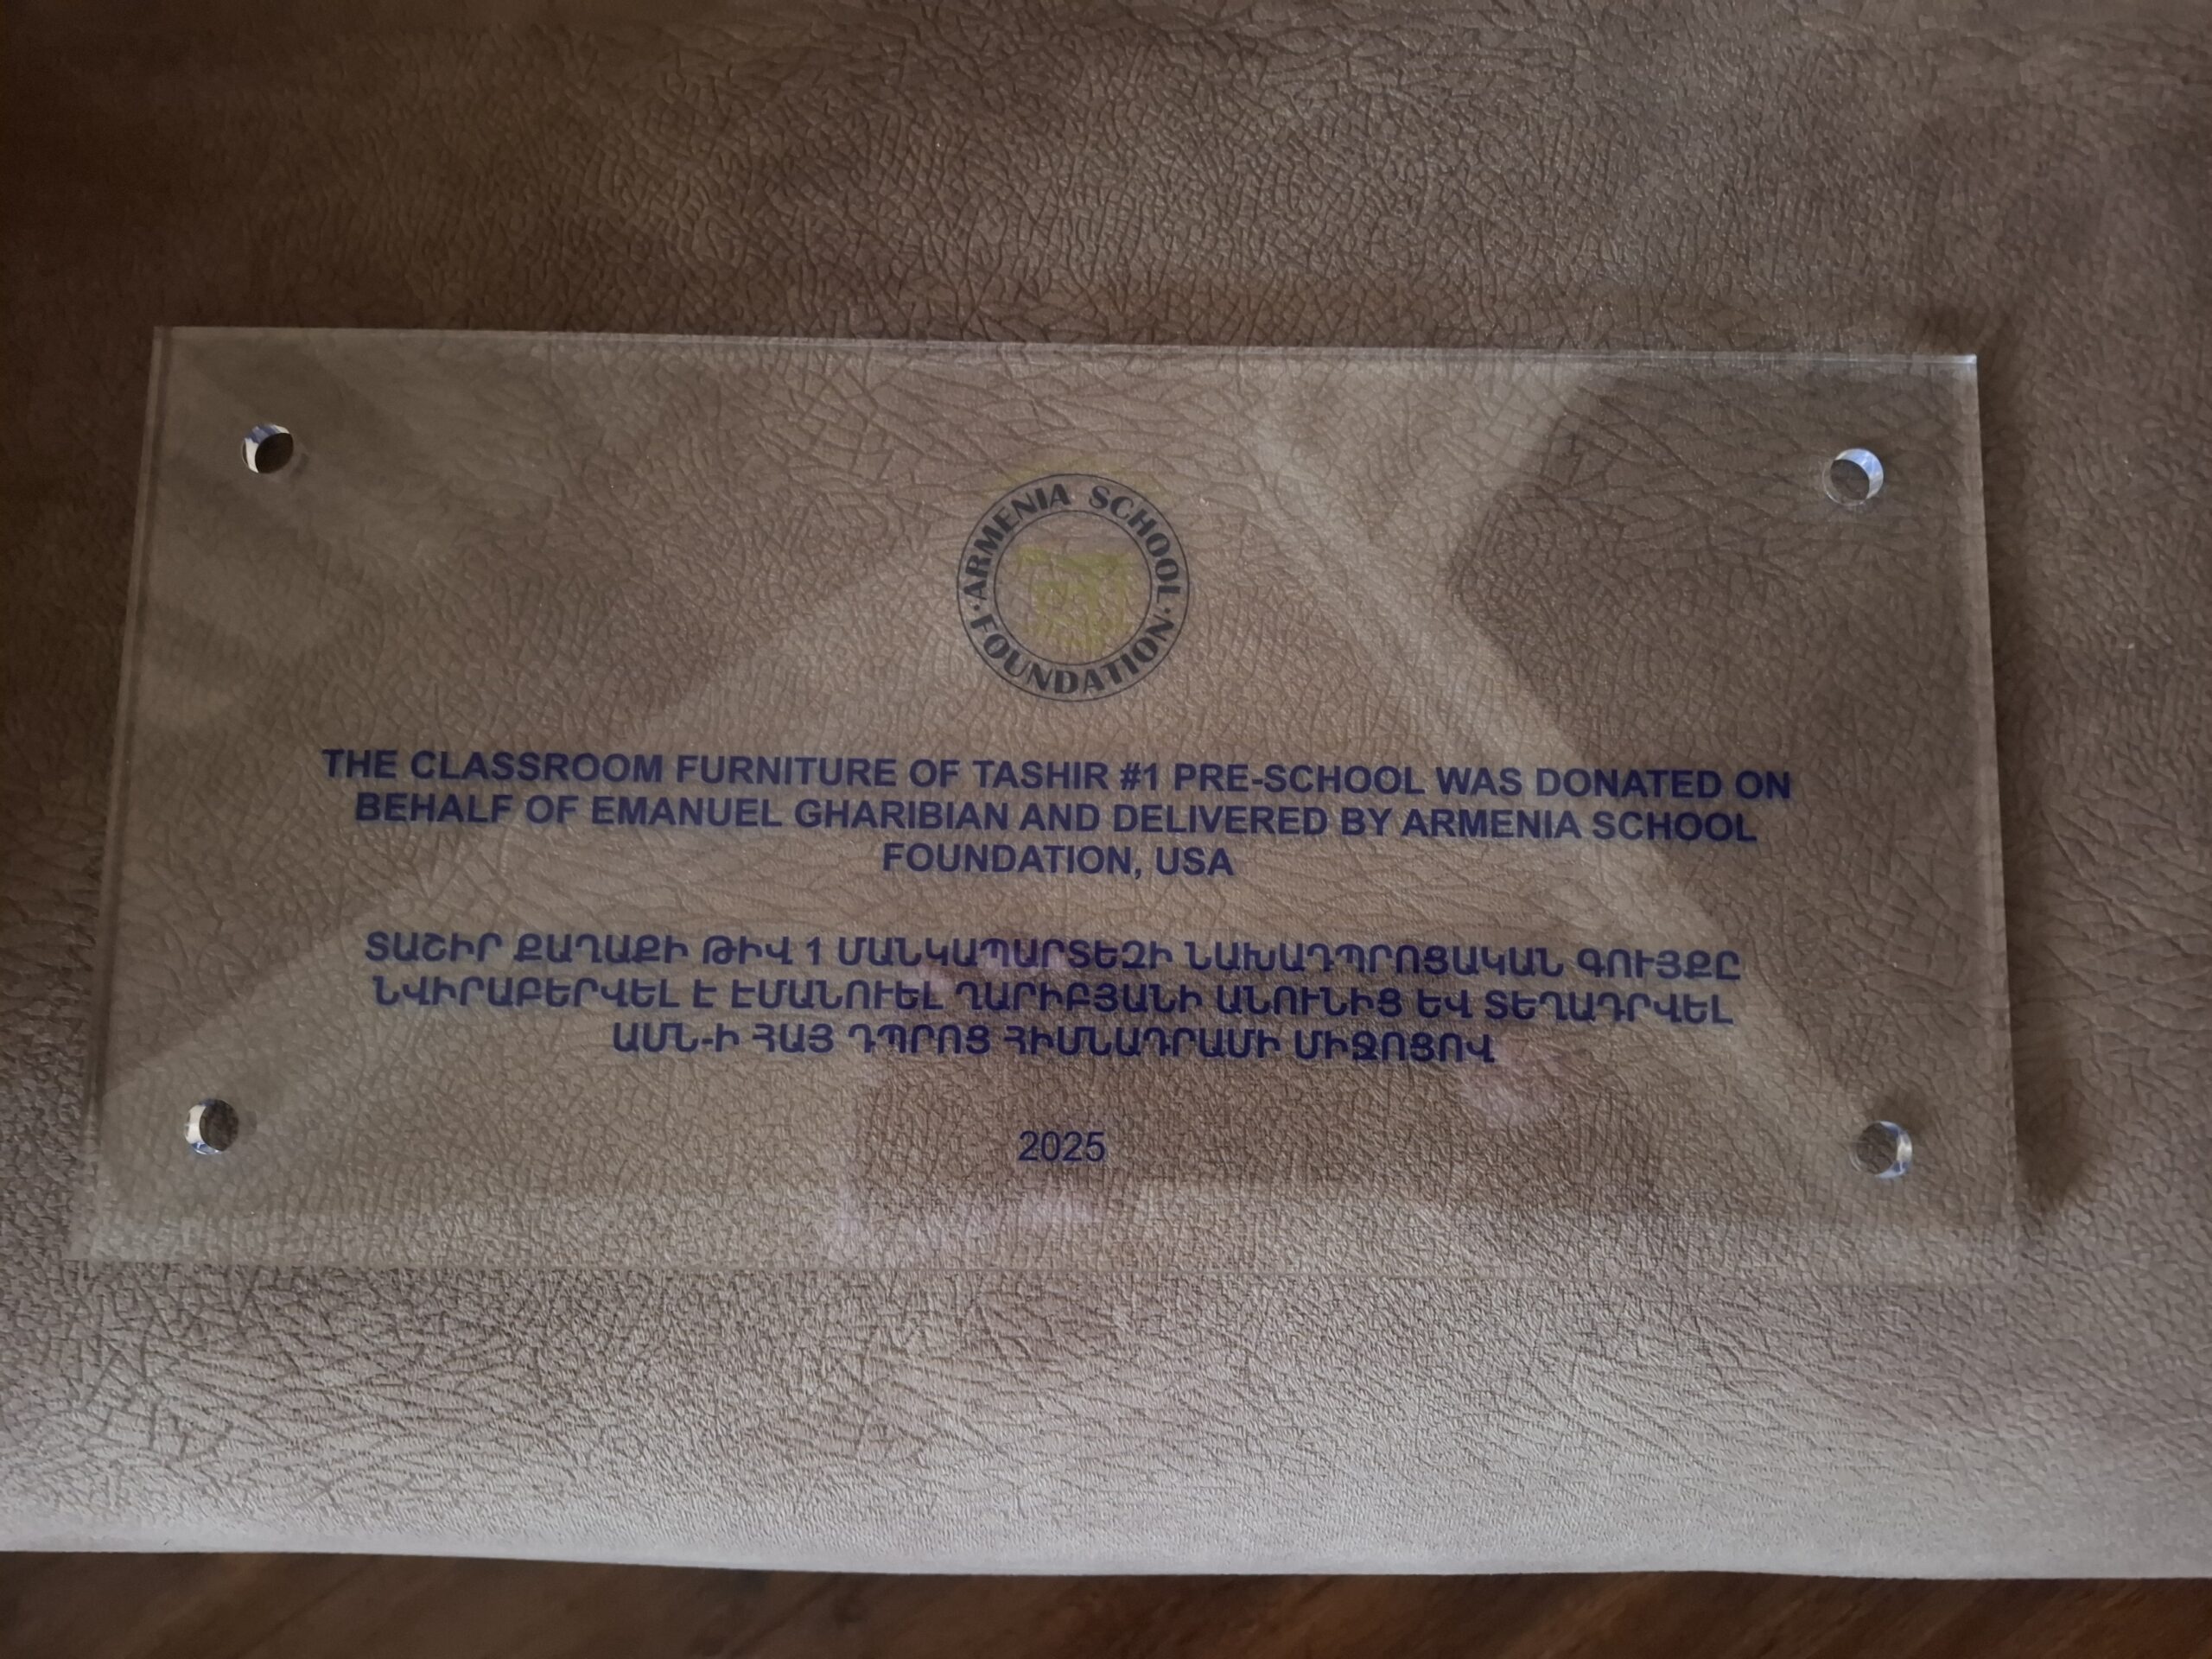 ARMENIA SCHOOL
FOUNDATION
THE CLASSROOM FURNITURE OF TASHIR #1 PRE-SCHOOL WAS DONATED ON
BEHALF OF EMANUEL GHARIBIAN AND DELIVERED BY ARMENIA SCHOOL
FOUNDATION, USA
ՏԱՇԻՐ ՔԱՂԱՔԻ ԹԻՎ 1 ՄԱՆԿԱՊԱՐՏԵԶԻ ՆԱԽԱԴՊՐՈՑԱԿԱՆ ԳՈՒՅՔԸ
ՆՎԻՐԱԲԵՐՎԵԼ Է ԷՄԱՆՈՒԵԼ ՂԱՐԻԲՅԱՆԻ ԱՆՈՒՆԻՑ ԵՎ ՏԵՂԱԴՐՎԵԼ
ԱՄՆ-Ի ՀԱՅ ԴՊՐՈՑ ՀԻՄՆԱԴՐԱՄԻ ՄԻՋՈՑՈՎ
2025